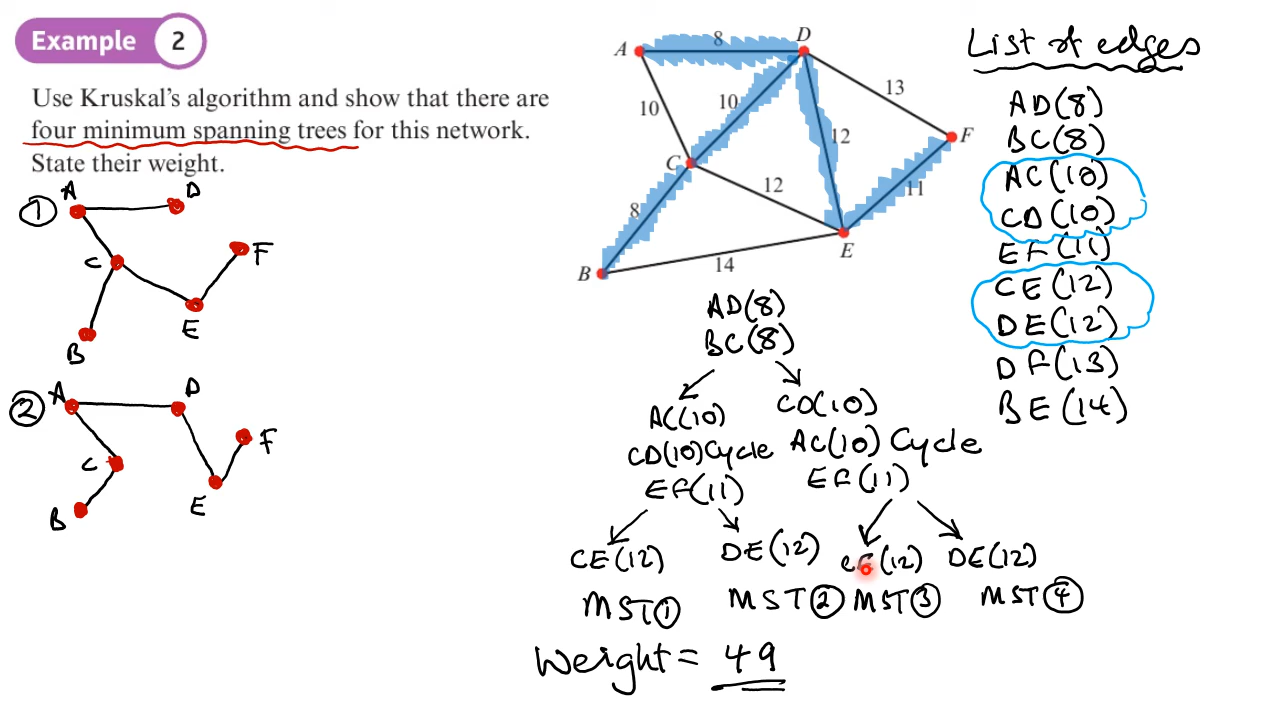 Example 2
Use Kruskal's algorithm and show that there are
four minimum spanning trees for this network.
State their weight.
A 8 D
10 10 13
12 F
C 12 11
8
E
B 14
List of edges
AD(8)
BC(8)
AC(10)
CD(10)
EF(11)
CE(12)
DE(12)
DF(13)
BE(14)
1
A D
C F
E
B
2
A D
F
C
E
B
AD(8)
BC(8)
AC(10) CD(10)
CD(10) Cycle AC(10) Cycle
EF(11) EF(11)
CE(12) DE(12) CE(12) DE(12)
MST 1 MST 2 MST 3 MST 4
Weight = 49